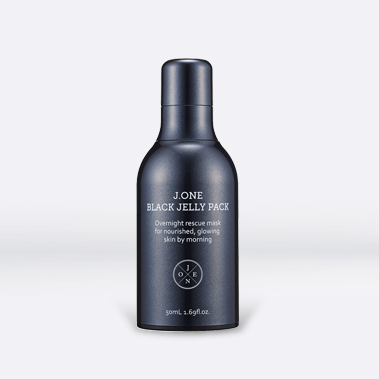 J.ONE
BLACK JELLY PACK
Overnight rescue mask
for nourished, glowing
skin by morning
J
O E
N
50mL 1.69fl.oz.